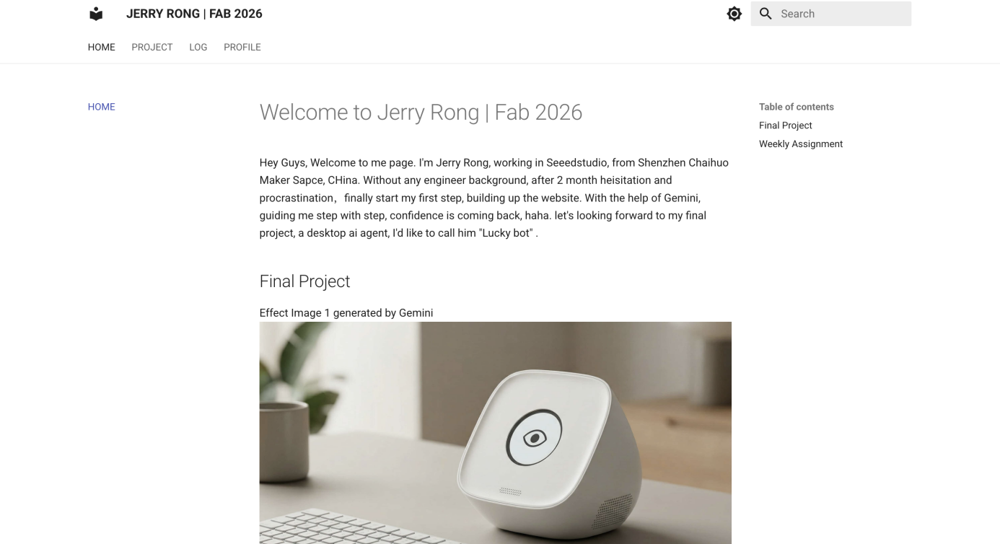 JERRY RONG | FAB 2026
Search
HOME
PROJECT
LOG
PROFILE
HOME
Welcome to Jerry Rong | Fab 2026
Hey Guys, Welcome to me page. I'm Jerry Rong, working in Seeedstudio, from Shenzhen Chaihuo
Maker Sapce, CHina. Without any engineer background, after 2 month heisitation and
procrastination，finally start my first step, building up the website. With the help of Gemini,
guiding me step with step, confidence is coming back, haha. let's looking forward to my final
project, a desktop ai agent, I'd like to call him "Lucky bot" .
Final Project
Effect Image 1 generated by Gemini
Table of contents
Final Project
Weekly Assignment